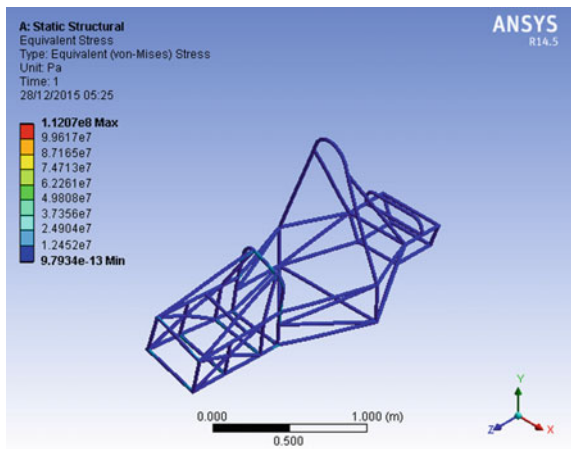 A: Static Structural
Equivalent Stress
Type: Equivalent (von-Mises) Stress
Unit: Pa
Time: 1
28/12/2015 05:25
ANSYS
R14.5
1.1207e8 Max
9.9617e7
8.7165e7
7.4713e7
6.2261e7
4.9808e7
3.7356e7
2.4904e7
1.2452e7
9.7934e-13 Min
0.000
1.000 (m)
0.500
Y
Z
X